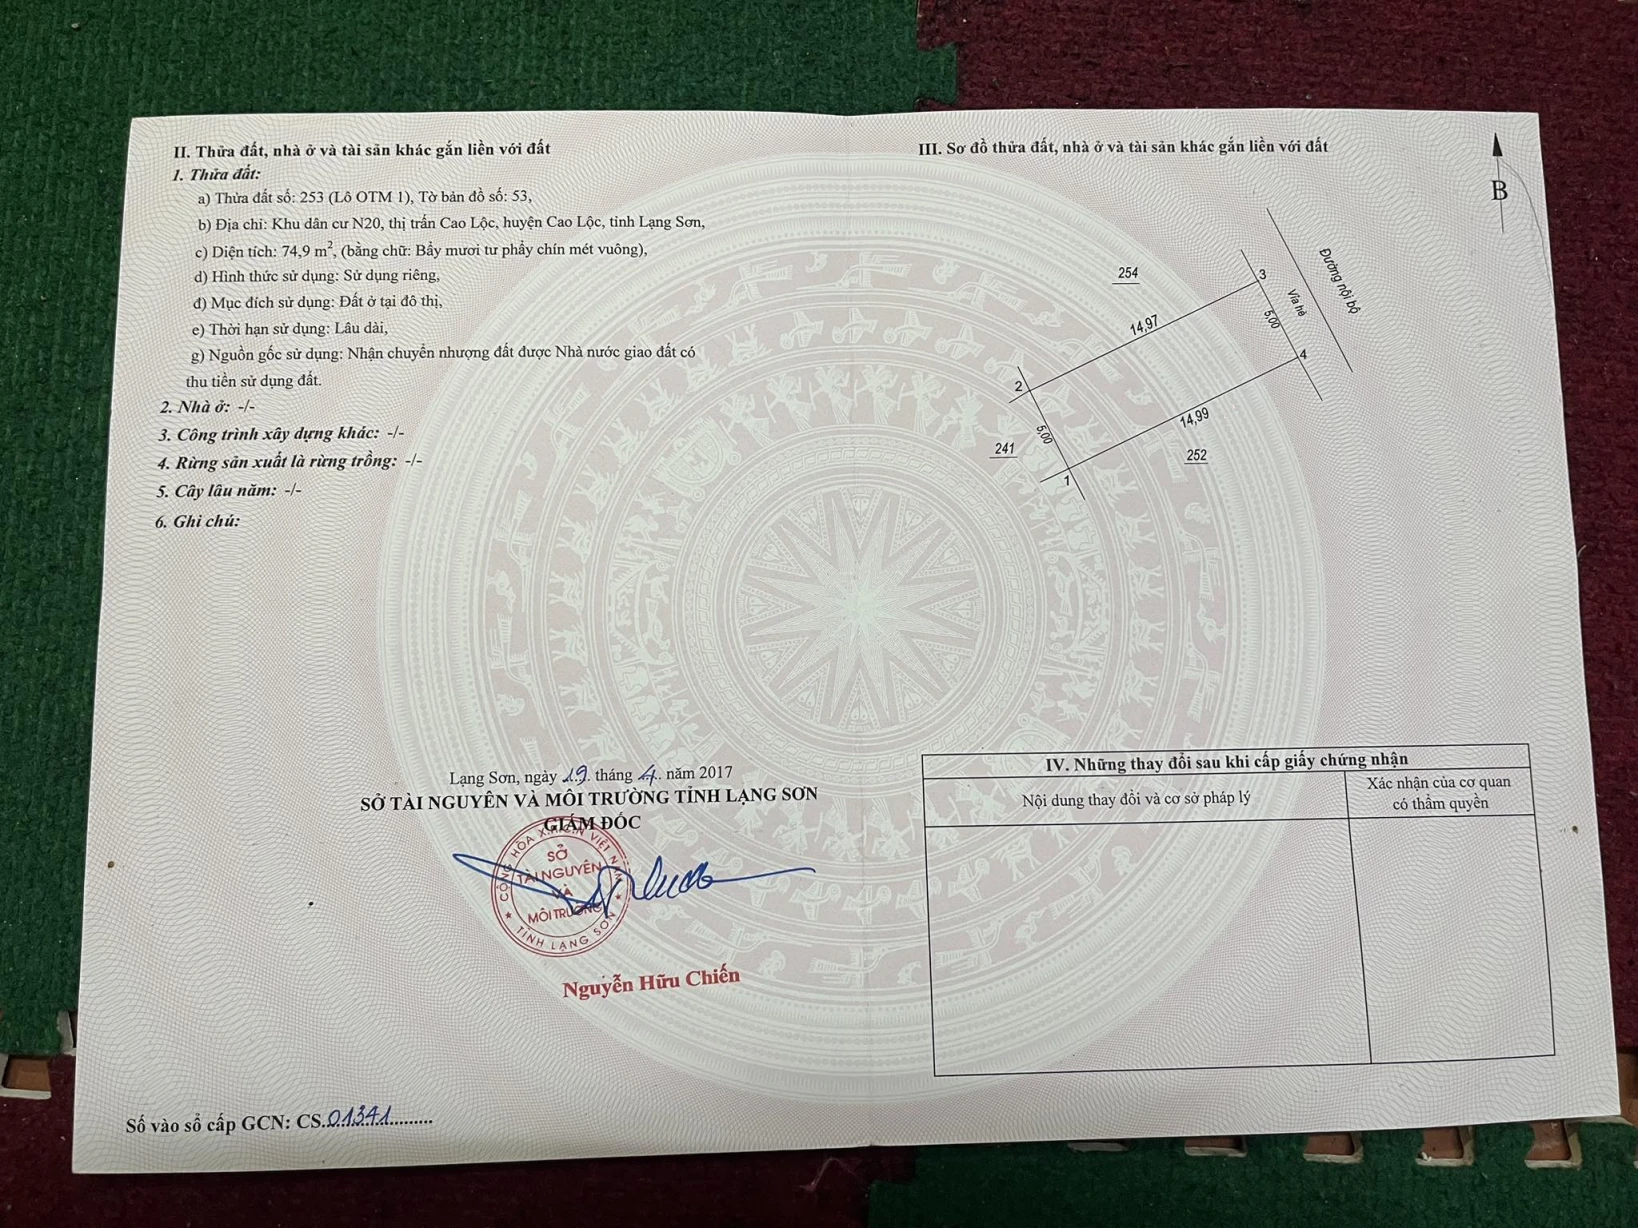 II. Thửa đất, nhà ở và tài sản khác gắn liền với đất
1. Thửa đất:
a) Thửa đất số: 253 (Lô OTM 1), Tờ bản đồ số: 53,
b) Địa chỉ: Khu dân cư N20, thị trấn Cao Lộc, huyện Cao Lộc, tỉnh Lạng Sơn,
c) Diện tích: 74,9 m², (bằng chữ: Bẩy mươi tư phẩy chín mét vuông),
d) Hình thức sử dụng: Sử dụng riêng,
đ) Mục đích sử dụng: Đất ở tại đô thị,
e) Thời hạn sử dụng: Lâu dài,
g) Nguồn gốc sử dụng: Nhận chuyển nhượng đất được Nhà nước giao đất có
thu tiền sử dụng đất.
2. Nhà ở: -/-
3. Công trình xây dựng khác: -/-
4. Rừng sản xuất là rừng trồng: -/-
5. Cây lâu năm: -/-
6. Ghi chú:
Lạng Sơn, ngày 19 tháng 4 năm 2017
SỞ TÀI NGUYÊN VÀ MÔI TRƯỜNG TỈNH LẠNG SƠN
GIÁM ĐỐC
CỘNG HÒA X.H.C.N VIỆT NAM
SỞ
TÀI NGUYÊN
VÀ
MÔI TRƯỜNG
TỈNH LẠNG SƠN
Nguyễn Hữu Chiến
Số vào sổ cấp GCN: CS.01341.........
III. Sơ đồ thửa đất, nhà ở và tài sản khác gắn liền với đất
B
254
3
Đường nội bộ
Vỉa hè
5,00
14,97
4
2
14,99
5,00
241
252
1
IV. Những thay đổi sau khi cấp giấy chứng nhận
Nội dung thay đổi và cơ sở pháp lý
Xác nhận của cơ quan
có thẩm quyền